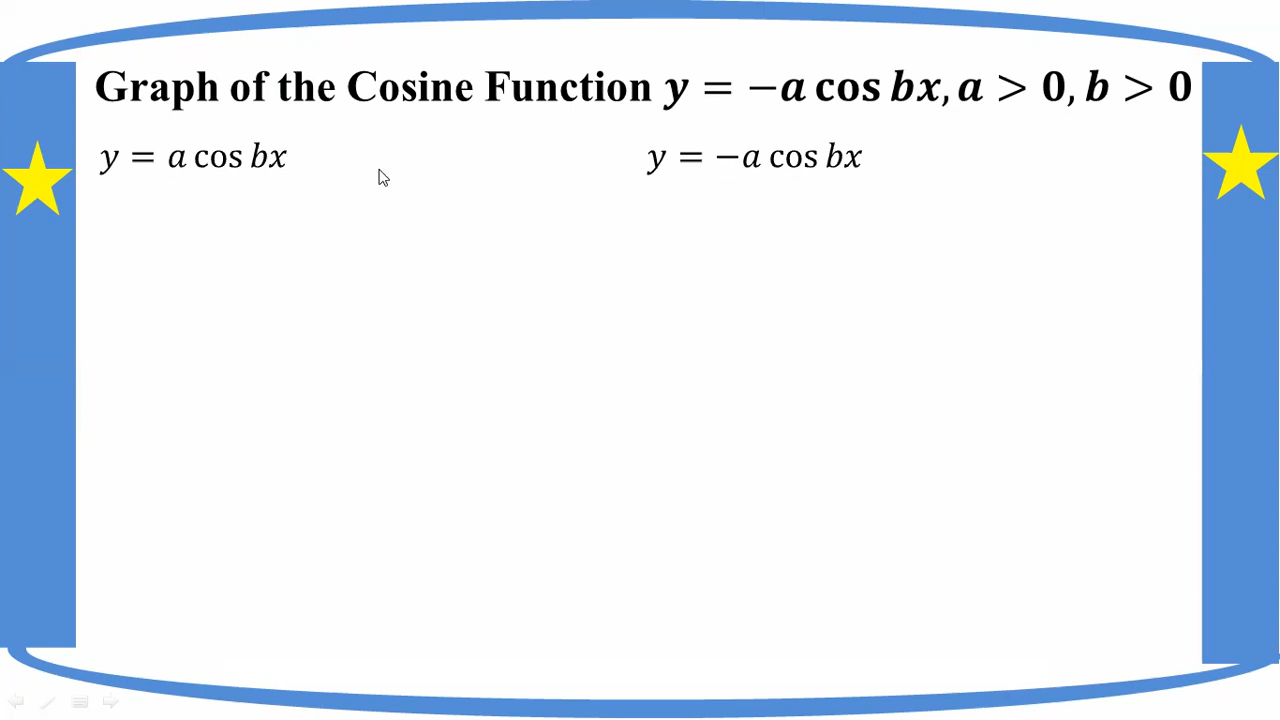 Graph of the Cosine Function y = −a cos bx, a > 0, b > 0
y = a cos bx
y = −a cos bx